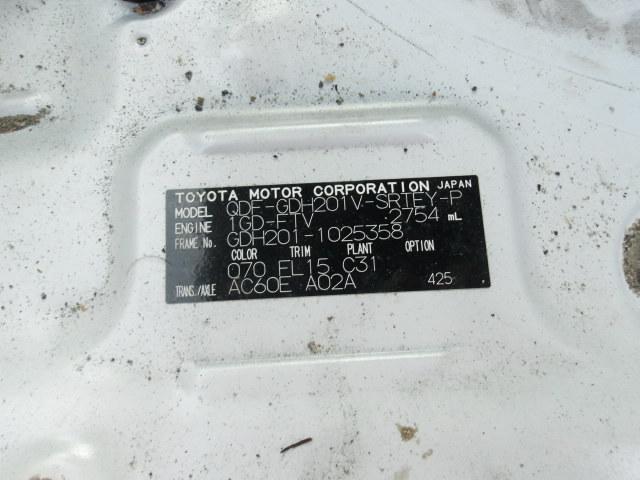 TOYOTA MOTOR CORPORATION JAPAN
MODEL QDF-GDH201V-SRTEY-P
ENGINE 1GD-FTV 2754 mL
FRAME No. GDH201-1025358
COLOR TRIM PLANT OPTION
070 EL15 C31
TRANS./AXLE AC60E A02A 425